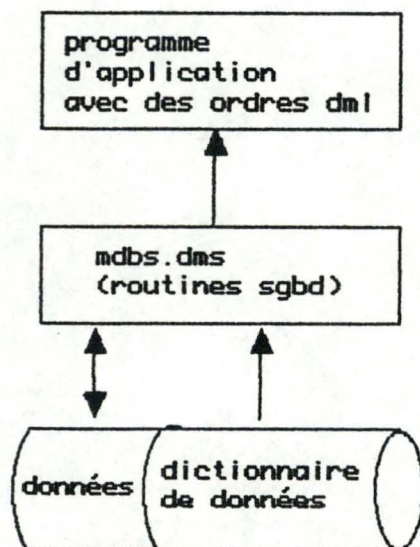 programme
d'application
avec des ordres dml
mdbs.dms
(routines sgbd)
données
dictionnaire
de données